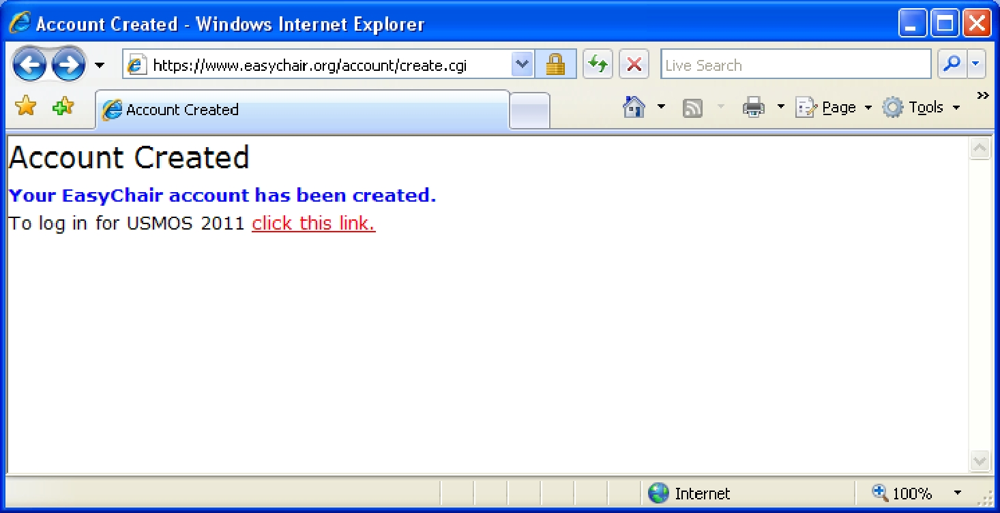 Account Created - Windows Internet Explorer
https://www.easychair.org/account/create.cgi
Live Search
Account Created
Page
Tools
Account Created
Your EasyChair account has been created.
To log in for USMOS 2011 click this link.
Internet
100%